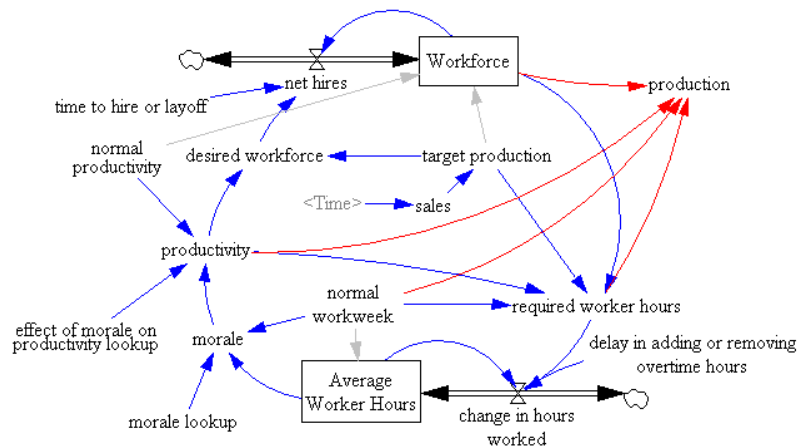 Workforce
net hires
production
time to hire or layoff
normal
productivity
desired workforce
target production
<Time>
sales
productivity
normal
workweek
required worker hours
effect of morale on
productivity lookup
morale
delay in adding or removing
overtime hours
Average
Worker Hours
morale lookup
change in hours
worked